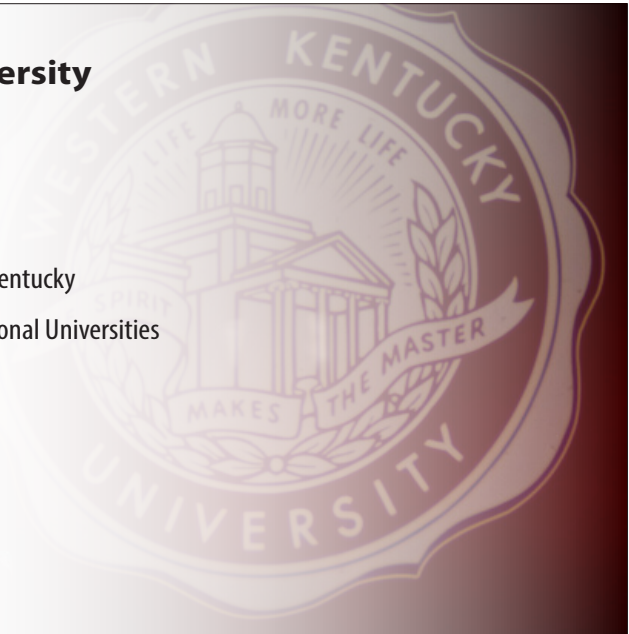 ersity
entucky
onal Universities
WESTERN KENTUCKY
UNIVERSITY
LIFE MORE LIFE
SPIRIT
MAKES
THE MASTER